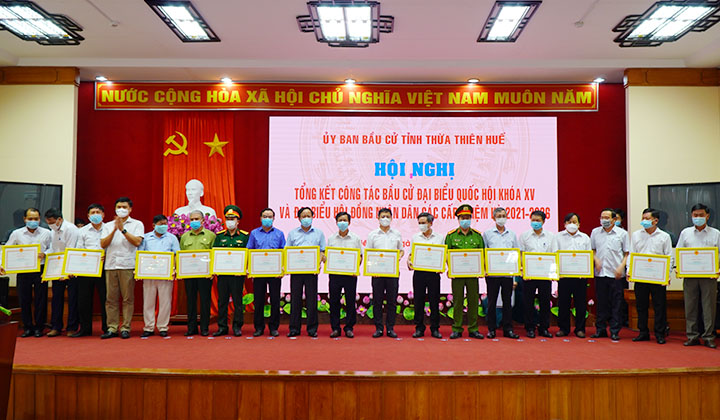 NƯỚC CỘNG HÒA XÃ HỘI CHỦ NGHĨA VIỆT NAM MUÔN NĂM
ỦY BAN BẦU CỬ TỈNH THỪA THIÊN HUẾ
HỘI NGHỊ
TỔNG KẾT CÔNG TÁC BẦU CỬ ĐẠI BIỂU QUỐC HỘI KHÓA XV
VÀ ĐẠI BIỂU HỘI ĐỒNG NHÂN DÂN CÁC CẤP 2021-2026